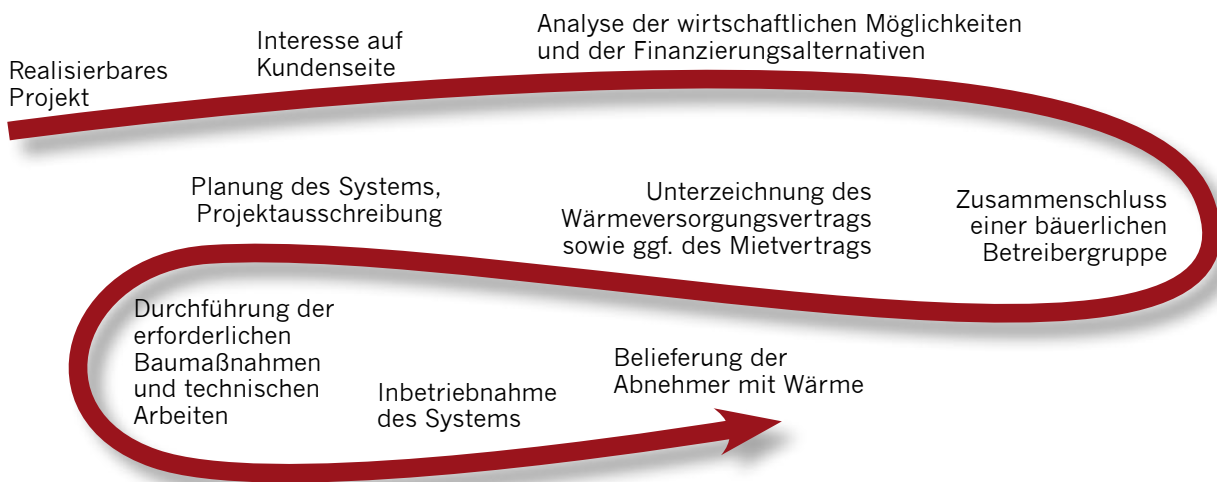 Realisierbares
Projekt
Interesse auf
Kundenseite
Analyse der wirtschaftlichen Möglichkeiten
und der Finanzierungsalternativen
Zusammenschluss
einer bäuerlichen
Betreibergruppe
Unterzeichnung des
Wärmeversorgungsvertrags
sowie ggf. des Mietvertrags
Planung des Systems,
Projektausschreibung
Durchführung der
erforderlichen
Baumaßnahmen
und technischen
Arbeiten
Inbetriebnahme
des Systems
Belieferung der
Abnehmer mit Wärme